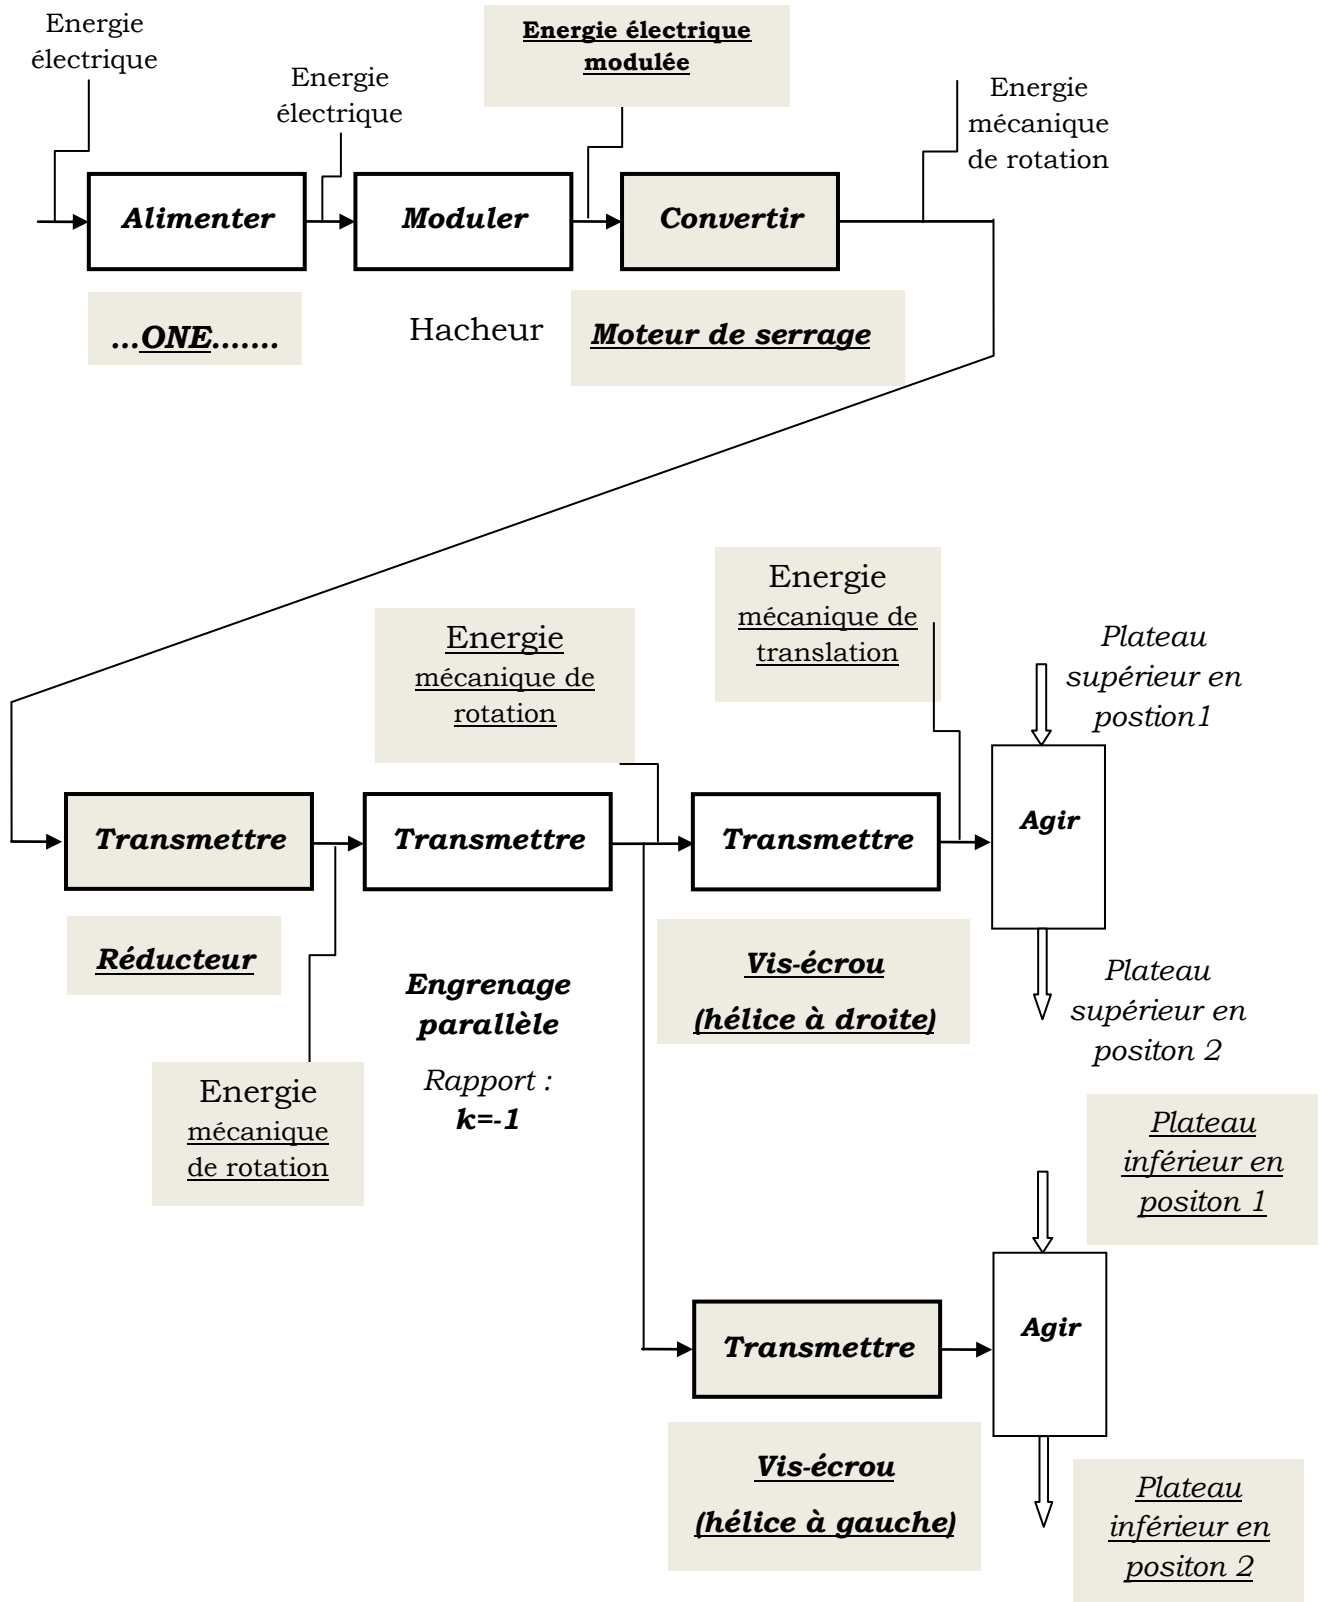 Energie
électrique
Energie
électrique
Energie électrique
modulée
Energie
mécanique
de rotation
Alimenter
Moduler
Convertir
...ONE.......
Hacheur
Moteur de serrage
Energie
mécanique de
rotation
Energie
mécanique de
translation
Plateau
supérieur en
postion1
Transmettre
Transmettre
Transmettre
Agir
Réducteur
Engrenage
parallèle
Rapport :
k=-1
Vis-écrou
(hélice à droite)
Plateau
supérieur en
positon 2
Energie
mécanique
de rotation
Plateau
inférieur en
positon 1
Transmettre
Agir
Vis-écrou
(hélice à gauche)
Plateau
inférieur en
positon 2